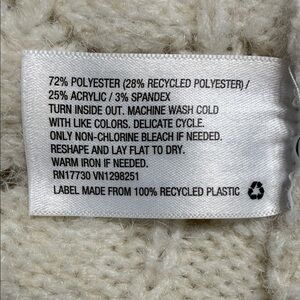 72% POLYESTER (28% RECYCLED POLYESTER) /
25% ACRYLIC / 3% SPANDEX
TURN INSIDE OUT. MACHINE WASH COLD
WITH LIKE COLORS. DELICATE CYCLE.
ONLY NON-CHLORINE BLEACH IF NEEDED.
RESHAPE AND LAY FLAT TO DRY.
WARM IRON IF NEEDED.
RN17730 VN1298251
LABEL MADE FROM 100% RECYCLED PLASTIC